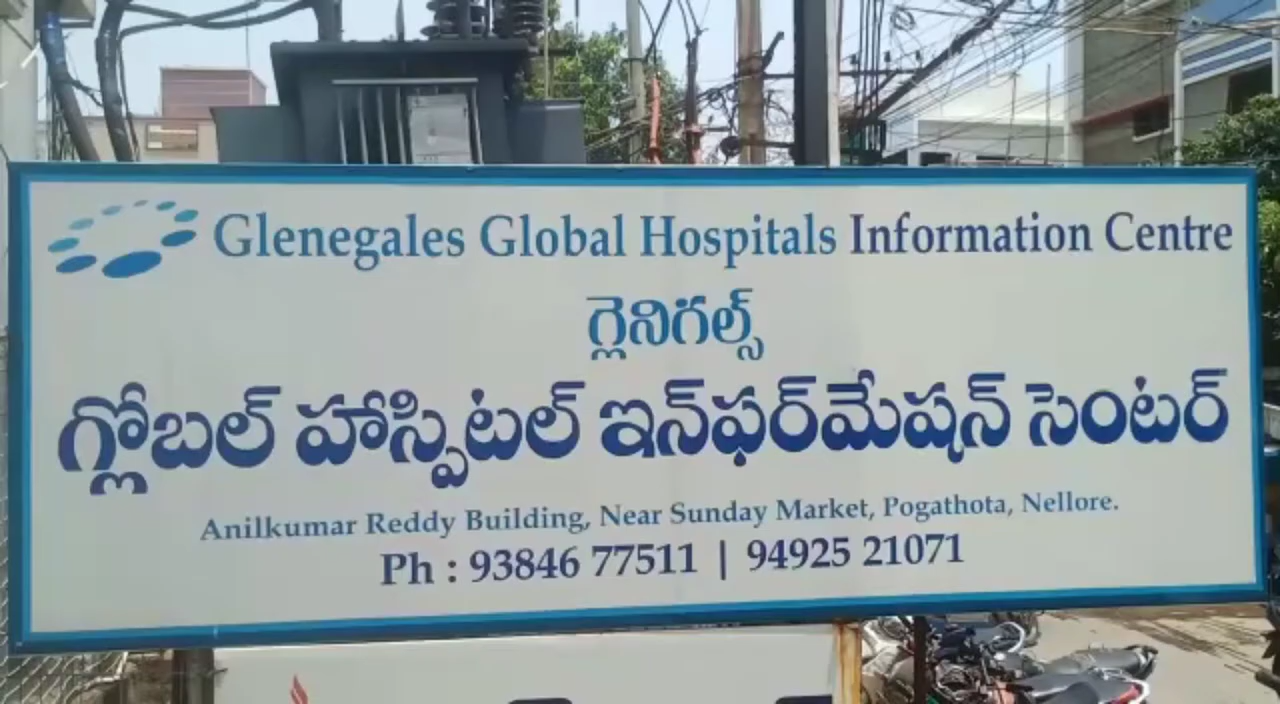 Glenegales Global Hospitals Information Centre
గ్లెనిగల్స్
గ్లోబల్ హాస్పిటల్ ఇన్‌ఫర్‌మేషన్ సెంటర్
Anilkumar Reddy Building, Near Sunday Market, Pogathota, Nellore.
Ph : 93846 77511 | 94925 21071